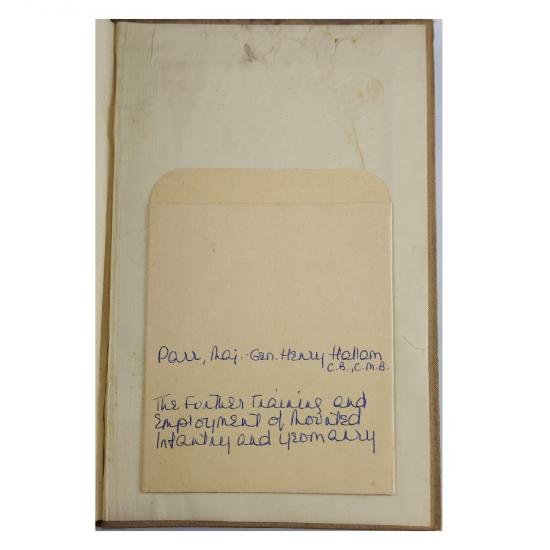 Parr, Maj.-Gen. Henry Hallam
C.B., C.M.B.
The Further Training and
Employment of Mounted
Infantry and Yeomanry